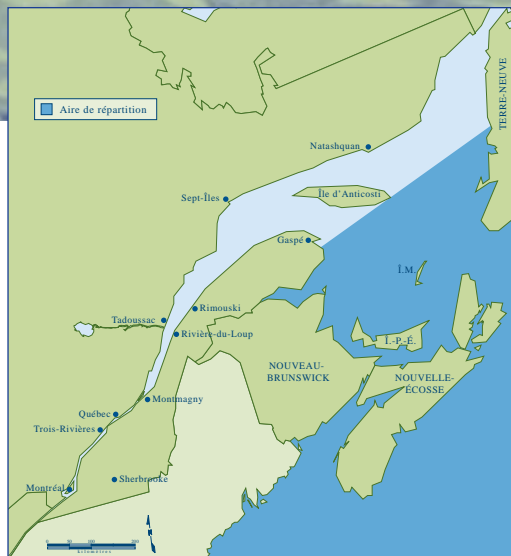 Aire de répartition
TERRE-NEUVE
Natashquan
Île d'Anticosti
Sept-Îles
Gaspé
Î.M.
Rimouski
Tadoussac
Rivière-du-Loup
Î.-P.-É.
NOUVEAU-
BRUNSWICK
NOUVELLE-
ÉCOSSE
Montmagny
Québec
Trois-Rivières
Sherbrooke
Montréal